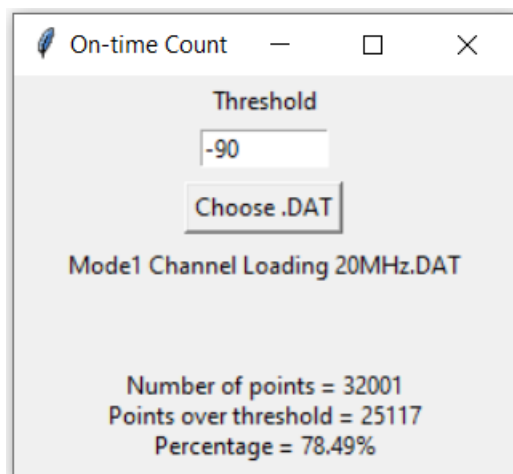 On-time Count
Threshold
-90
Choose .DAT
Mode1 Channel Loading 20MHz.DAT
Number of points = 32001
Points over threshold = 25117
Percentage = 78.49%